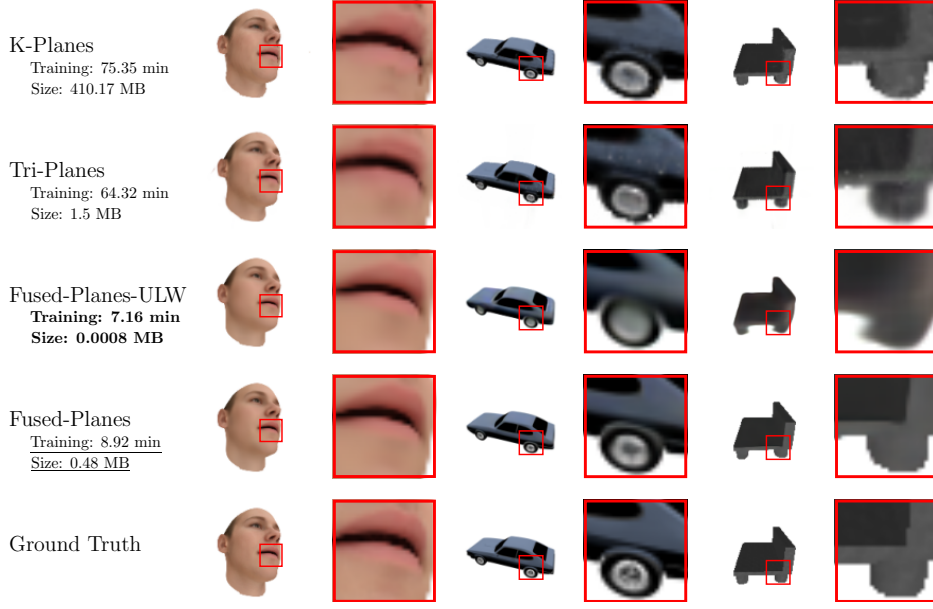 K-Planes
Training: 75.35 min
Size: 410.17 MB
Tri-Planes
Training: 64.32 min
Size: 1.5 MB
Fused-Planes-ULW
Training: 7.16 min
Size: 0.0008 MB
Fused-Planes
Training: 8.92 min
Size: 0.48 MB
Ground Truth